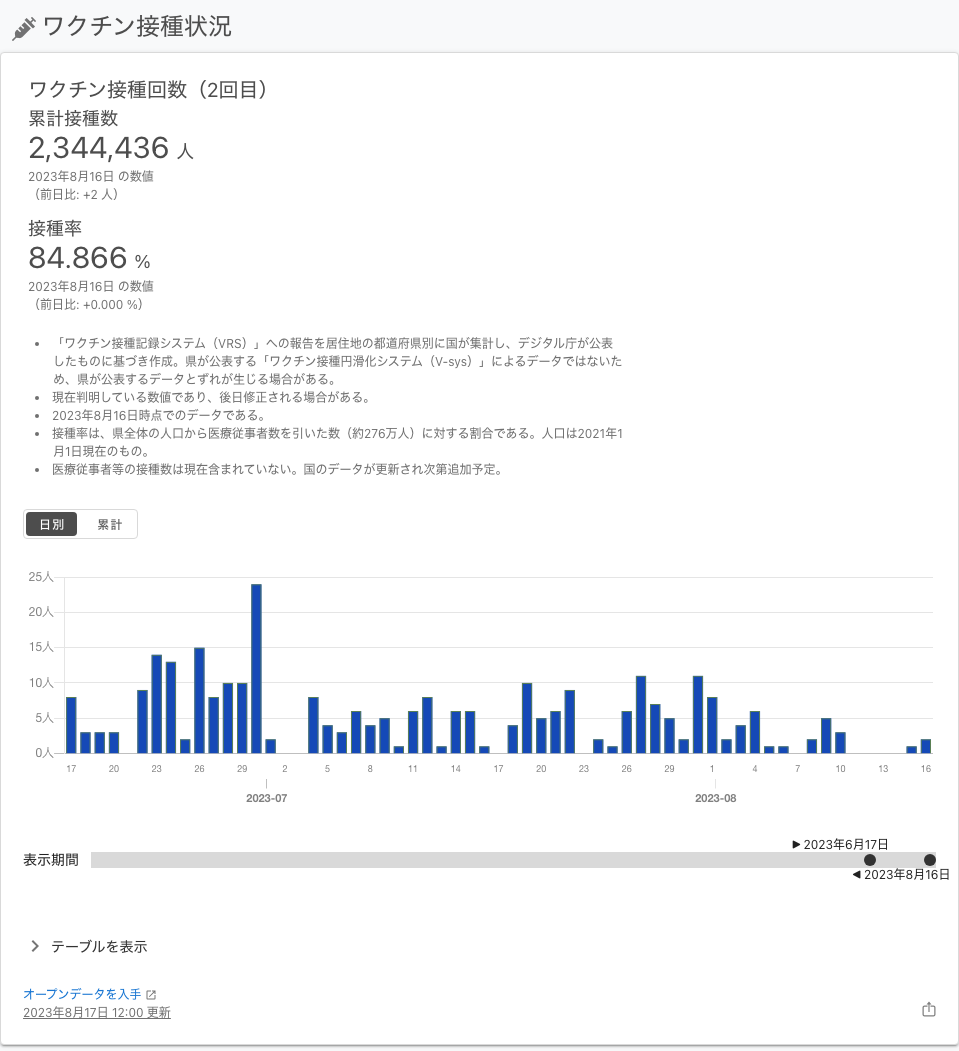 ワクチン接種状況
ワクチン接種回数（2回目）
累計接種数
2,344,436 人
2023年8月16日 の数値
（前日比: +2 人）
接種率
84.866 %
2023年8月16日 の数値
（前日比: +0.000 %）
• 「ワクチン接種記録システム（VRS）」への報告を居住地の都道府県別に国が集計し、デジタル庁が公表
したものに基づき作成。県が公表する「ワクチン接種円滑化システム（V-sys）」によるデータではないた
め、県が公表するデータとずれが生じる場合がある。
• 現在判明している数値であり、後日修正される場合がある。
• 2023年8月16日時点でのデータである。
• 接種率は、県全体の人口から医療従事者数を引いた数（約276万人）に対する割合である。人口は2021年1
月1日現在のもの。
• 医療従事者等の接種数は現在含まれていない。国のデータが更新され次第追加予定。
日別 累計
25人
20人
15人
10人
5人
0人
17 20 23 26 29 2 5 8 11 14 17 20 23 26 29 1 4 7 10 13 16
2023-07 2023-08
2023年6月17日
表示期間
2023年8月16日
テーブルを表示
オープンデータを入手
2023年8月17日 12:00 更新